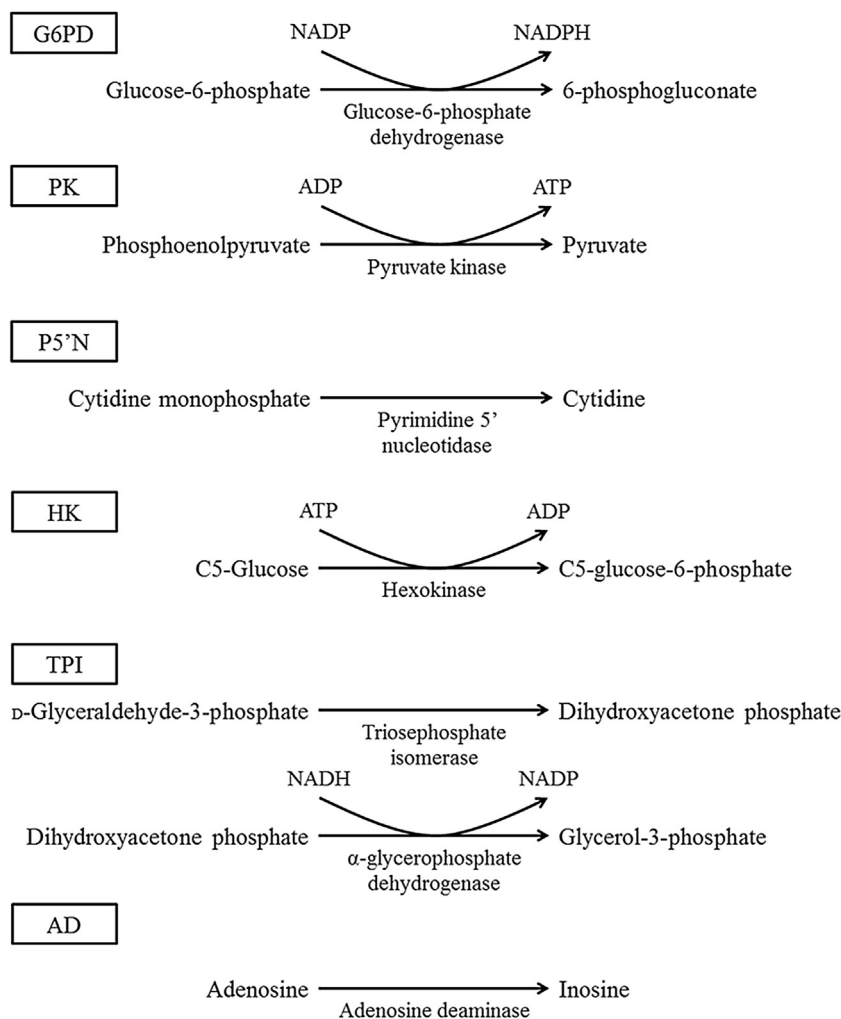 G6PD
NADP NADPH
Glucose-6-phosphate 6-phosphogluconate
Glucose-6-phosphate
dehydrogenase
PK
ADP ATP
Phosphoenolpyruvate Pyruvate
Pyruvate kinase
P5’N
Cytidine monophosphate Cytidine
Pyrimidine 5’
nucleotidase
HK
ATP ADP
C5-Glucose C5-glucose-6-phosphate
Hexokinase
TPI
D-Glyceraldehyde-3-phosphate Dihydroxyacetone phosphate
Triosephosphate
isomerase
NADH NADP
Dihydroxyacetone phosphate Glycerol-3-phosphate
α-glycerophosphate
dehydrogenase
AD
Adenosine Inosine
Adenosine deaminase